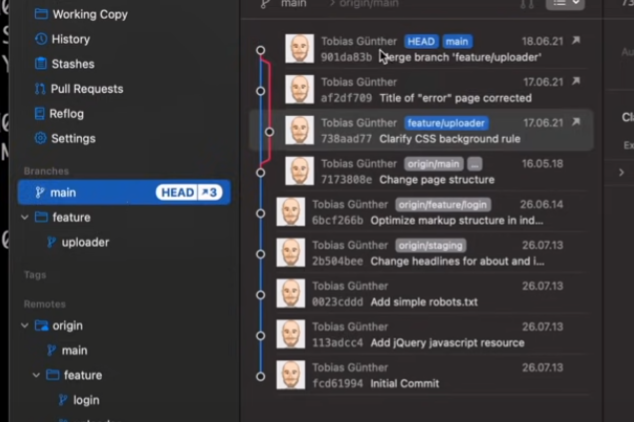 main > origin/main
Working Copy
History
Stashes
Pull Requests
Reflog
Settings
Branches
main HEAD 3
feature
uploader
Tags
Remotes
origin
main
feature
login
Tobias Günther HEAD main 18.06.21
901da83b Merge branch 'feature/uploader'
Tobias Günther 17.06.21
af2df709 Title of "error" page corrected
Tobias Günther feature/uploader 17.06.21
738aad77 Clarify CSS background rule
Tobias Günther origin/main ... 16.05.18
7173808e Change page structure
Tobias Günther origin/feature/login 26.06.14
6bcf266b Optimize markup structure in ind...
Tobias Günther origin/staging 26.07.13
2b504bee Change headlines for about and i...
Tobias Günther 26.07.13
0023cddd Add simple robots.txt
Tobias Günther 26.07.13
113adcc4 Add jQuery javascript resource
Tobias Günther 26.07.13
fcd61994 Initial Commit